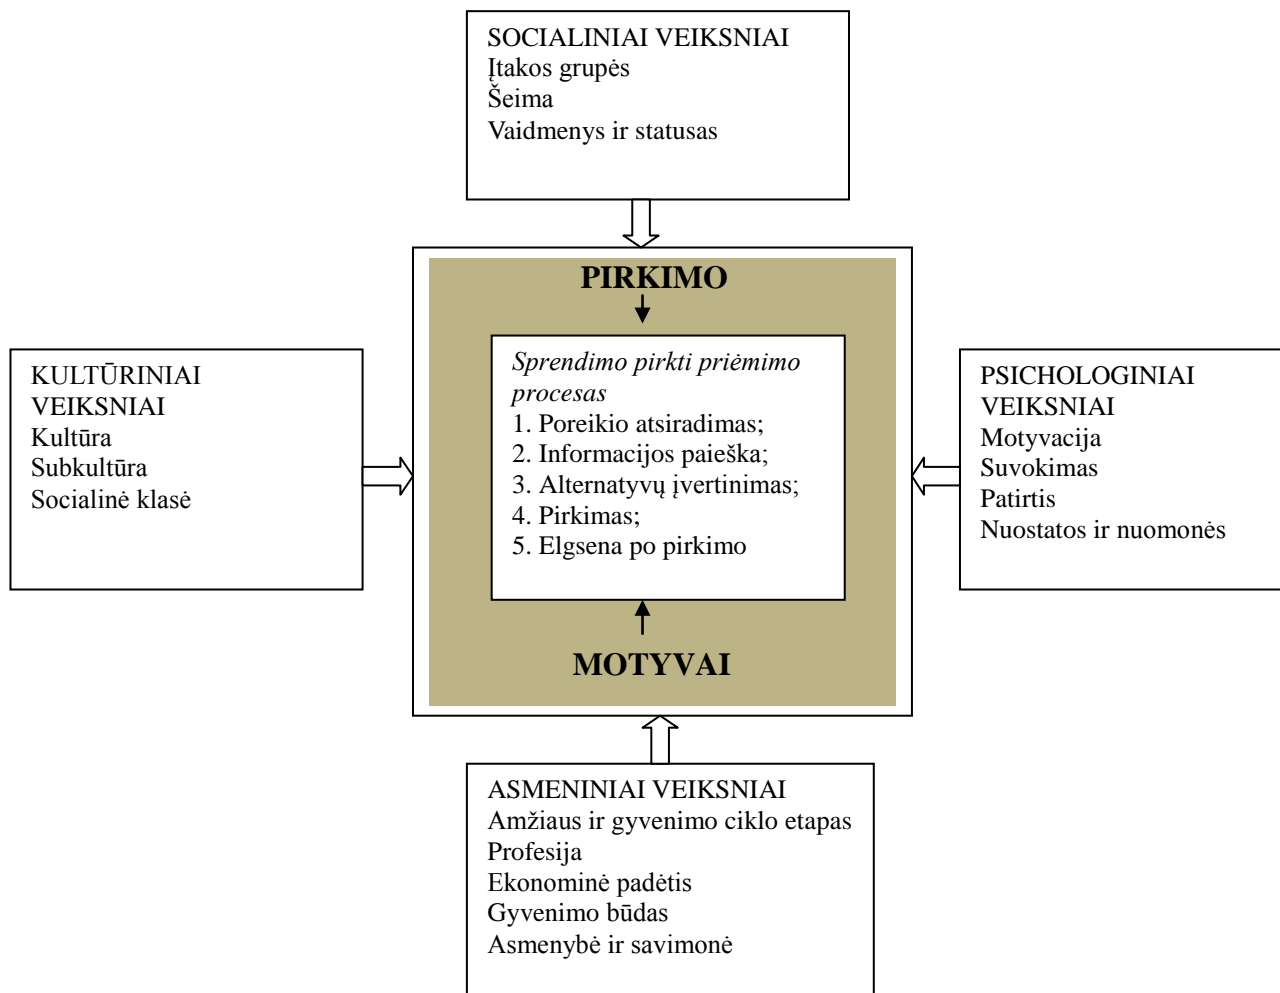 SOCIALINIAI VEIKSNIAI
Įtakos grupės
Šeima
Vaidmenys ir statusas
PIRKIMO
KULTŪRINIAI
VEIKSNIAI
Kultūra
Subkultūra
Socialinė klasė
Sprendimo pirkti priėmimo
procesas
1. Poreikio atsiradimas;
2. Informacijos paieška;
3. Alternatyvų įvertinimas;
4. Pirkimas;
5. Elgsena po pirkimo
PSICHOLOGINIAI
VEIKSNIAI
Motyvacija
Suvokimas
Patirtis
Nuostatos ir nuomonės
MOTYVAI
ASMENINIAI VEIKSNIAI
Amžiaus ir gyvenimo ciklo etapas
Profesija
Ekonominė padėtis
Gyvenimo būdas
Asmenybė ir savimonė